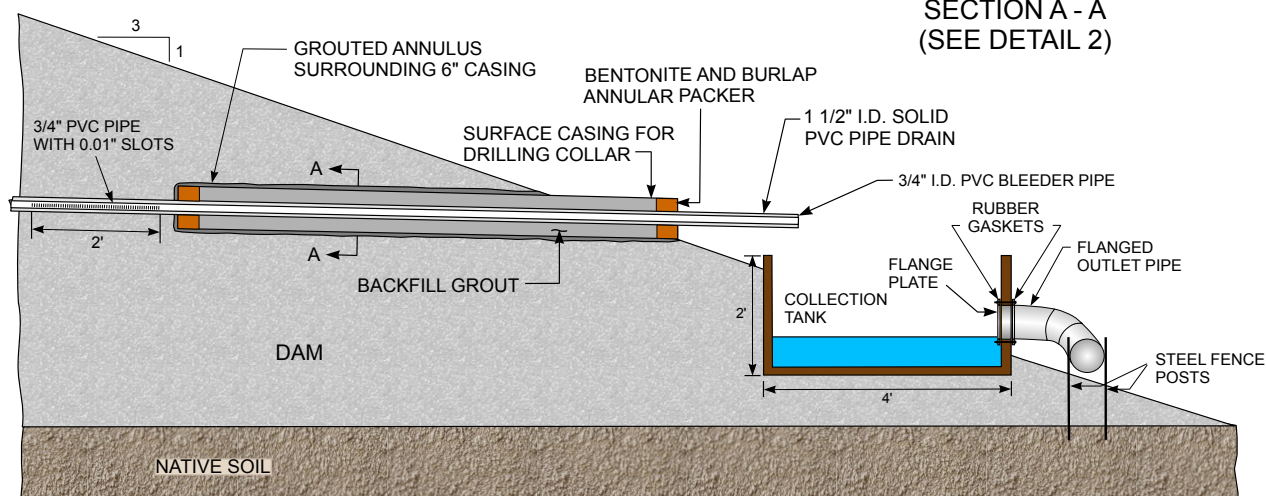 SECTION A - A
(SEE DETAIL 2)
3
1
GROUTED ANNULUS
SURROUNDING 6" CASING
BENTONITE AND BURLAP
ANNULAR PACKER
1 1/2" I.D. SOLID
PVC PIPE DRAIN
3/4" PVC PIPE
WITH 0.01" SLOTS
SURFACE CASING FOR
DRILLING COLLAR
A
3/4" I.D. PVC BLEEDER PIPE
RUBBER
GASKETS
2'
A
FLANGED
OUTLET PIPE
BACKFILL GROUT
FLANGE
PLATE
COLLECTION
TANK
2'
DAM
STEEL FENCE
POSTS
4'
NATIVE SOIL